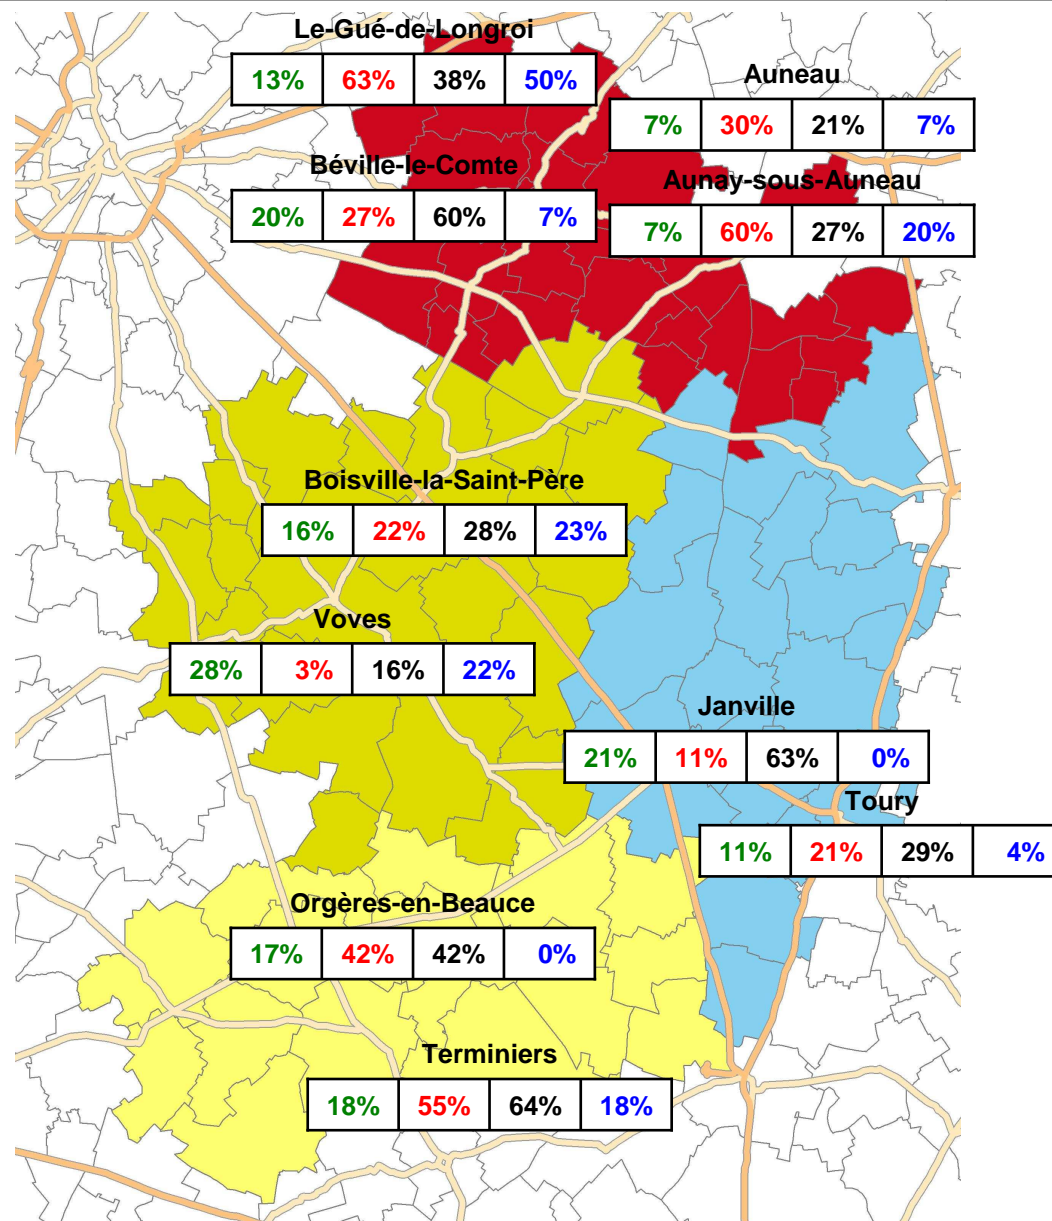 Le-Gué-de-Longroi
13% 63% 38% 50%
Auneau
7% 30% 21% 7%
Béville-le-Comte
20% 27% 60% 7%
Aunay-sous-Auneau
7% 60% 27% 20%
Boisville-la-Saint-Père
16% 22% 28% 23%
Voves
28% 3% 16% 22%
Janville
21% 11% 63% 0%
Toury
11% 21% 29% 4%
Orgères-en-Beauce
17% 42% 42% 0%
Terminiers
18% 55% 64% 18%